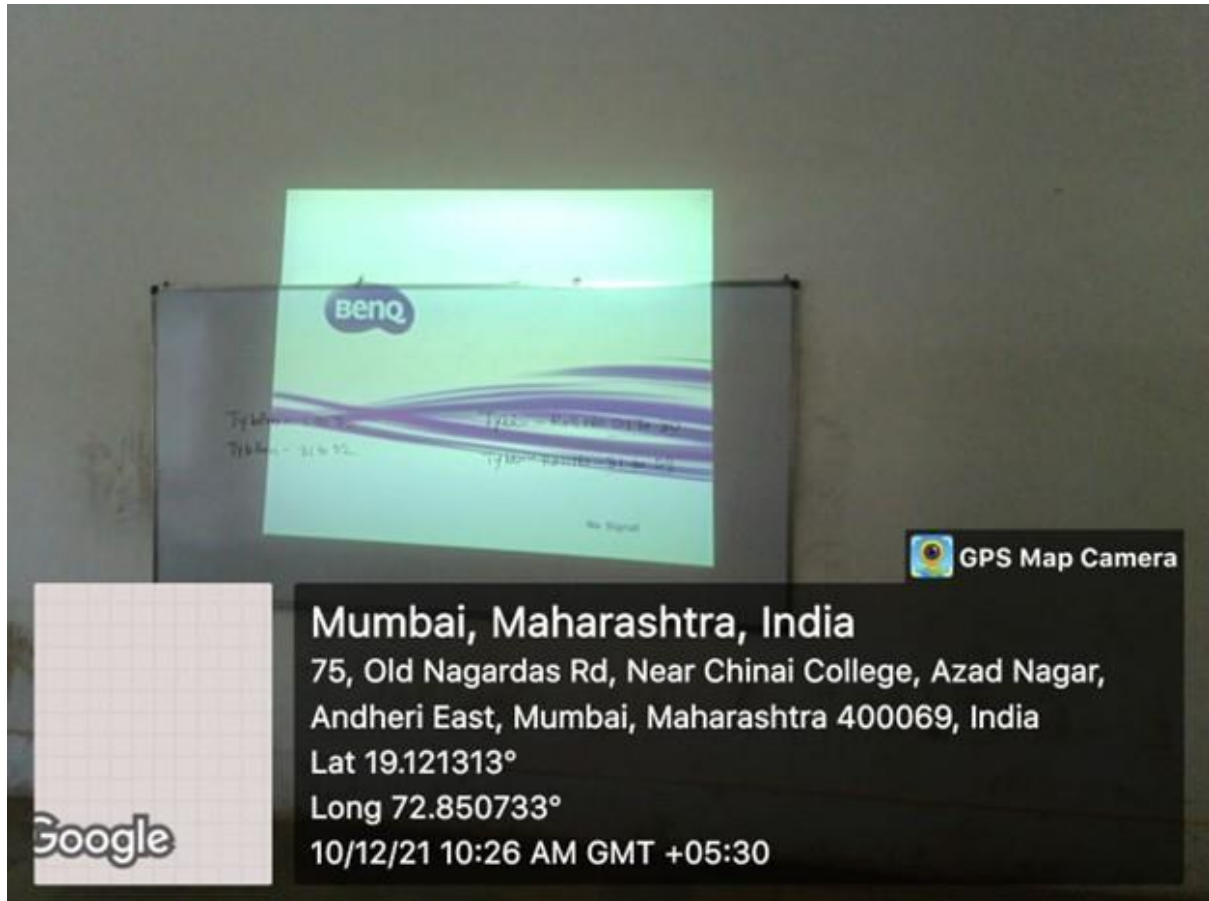 BenQ
No Signal
GPS Map Camera
Mumbai, Maharashtra, India
75, Old Nagardas Rd, Near Chinai College, Azad Nagar,
Andheri East, Mumbai, Maharashtra 400069, India
Lat 19.121313°
Long 72.850733°
10/12/21 10:26 AM GMT +05:30
Google